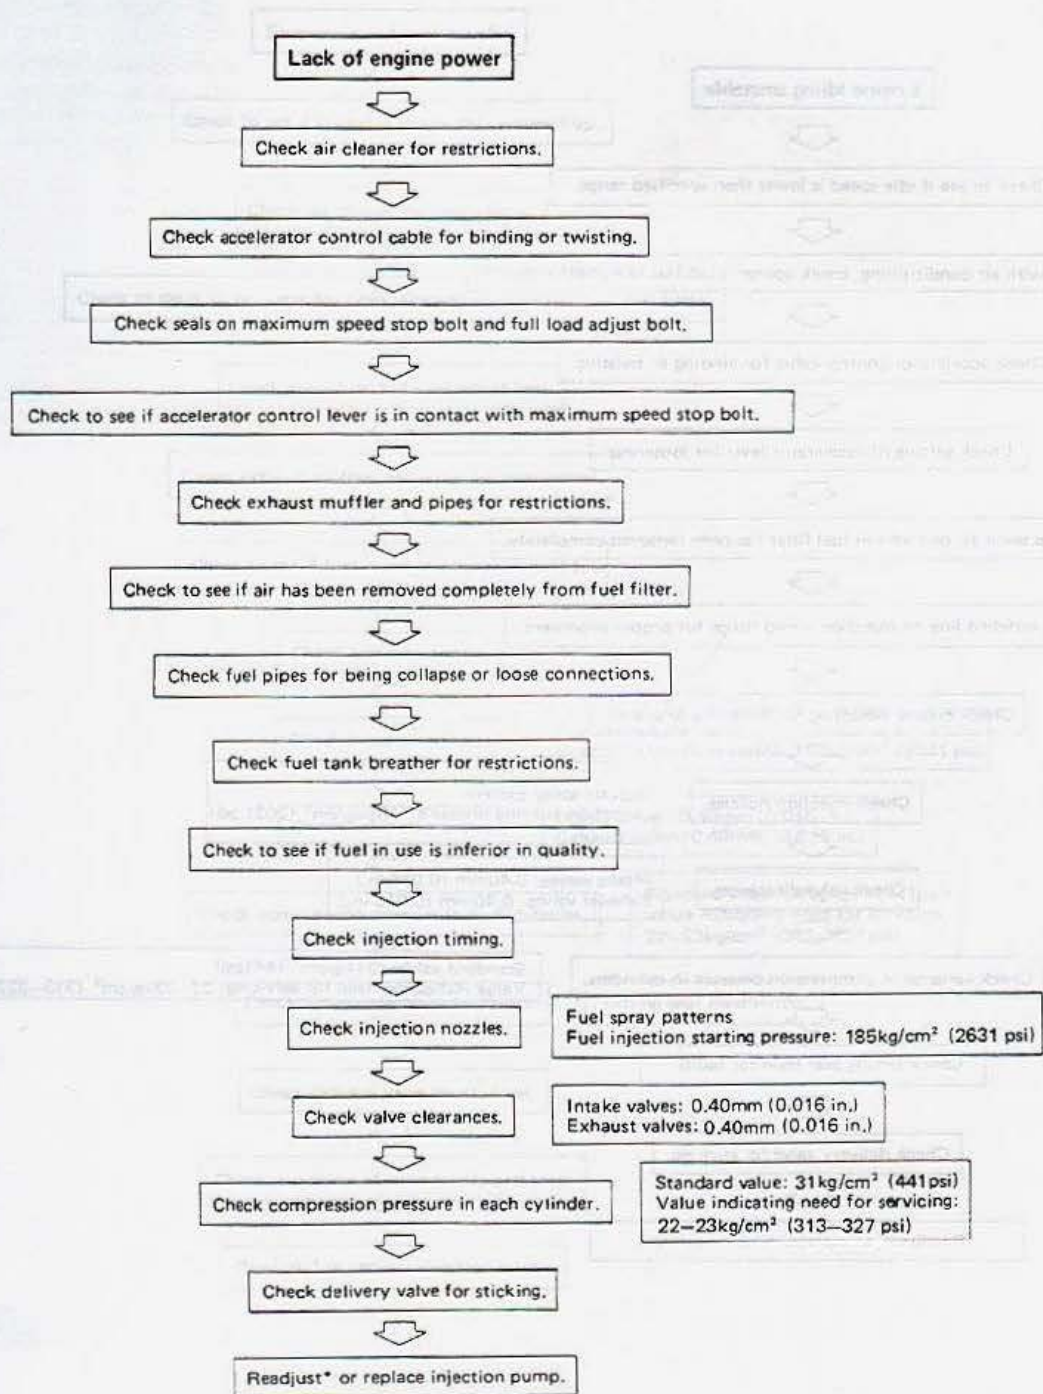 Lack of engine power
Check air cleaner for restrictions.
Check accelerator control cable for binding or twisting.
Check seals on maximum speed stop bolt and full load adjust bolt.
Check to see if accelerator control lever is in contact with maximum speed stop bolt.
Check exhaust muffler and pipes for restrictions.
Check to see if air has been removed completely from fuel filter.
Check fuel pipes for being collapse or loose connections.
Check fuel tank breather for restrictions.
Check to see if fuel in use is inferior in quality.
Check injection timing.
Check injection nozzles.
Fuel spray patterns
Fuel injection starting pressure: 185kg/cm² (2631 psi)
Check valve clearances.
Intake valves: 0.40mm (0.016 in.)
Exhaust valves: 0.40mm (0.016 in.)
Check compression pressure in each cylinder.
Standard value: 31kg/cm² (441psi)
Value indicating need for servicing:
22–23kg/cm² (313–327 psi)
Check delivery valve for sticking.
Readjust* or replace injection pump.